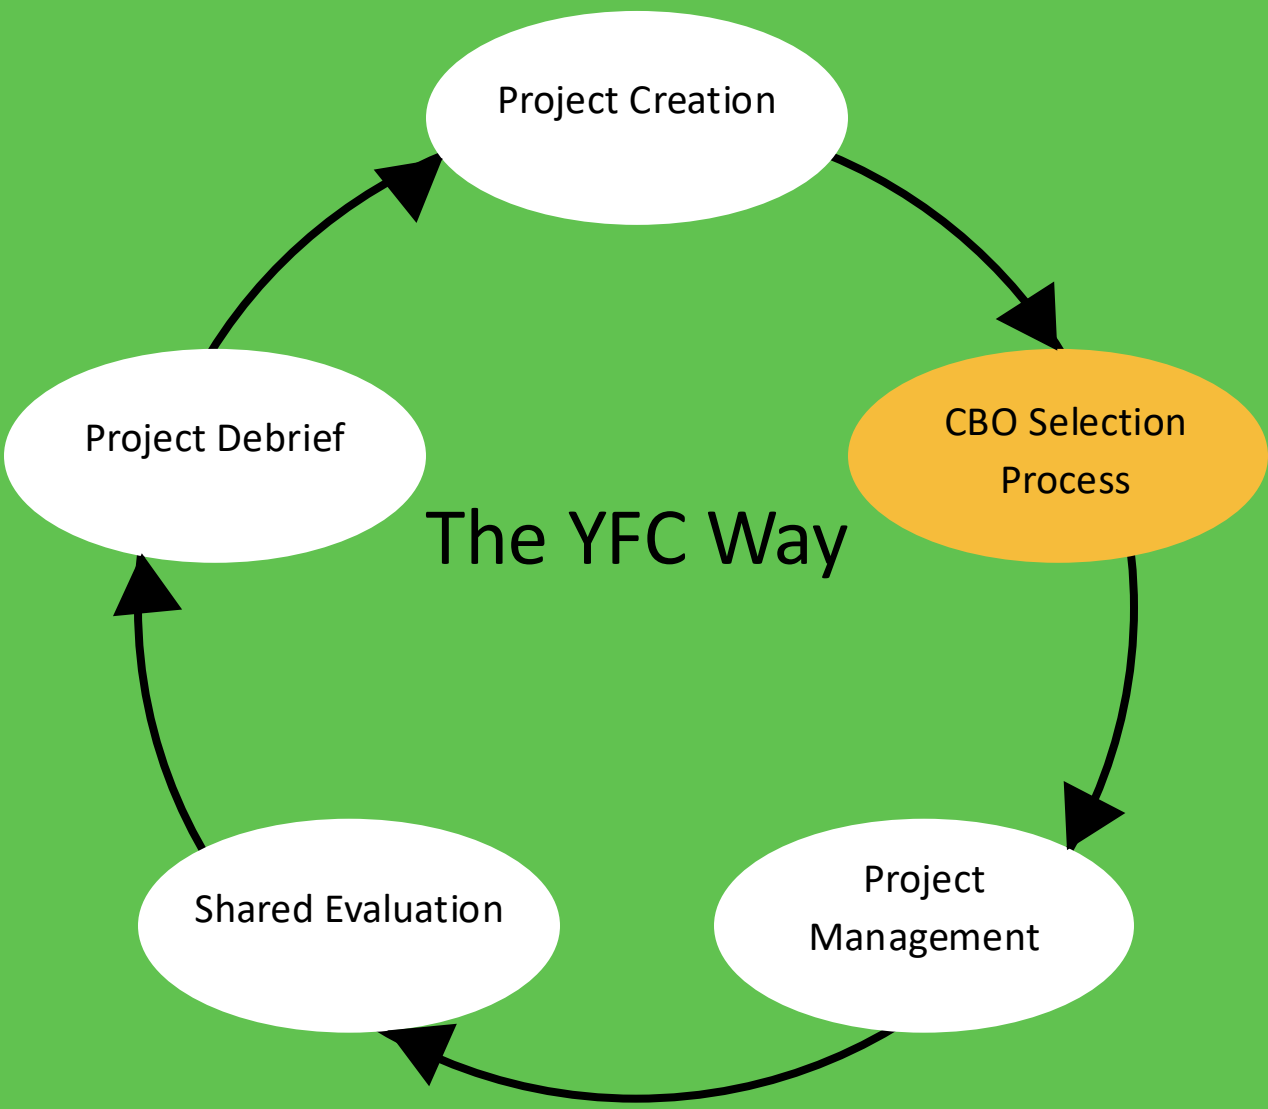 Project Creation
CBO Selection
Process
Project Debrief
The YFC Way
Project
Management
Shared Evaluation